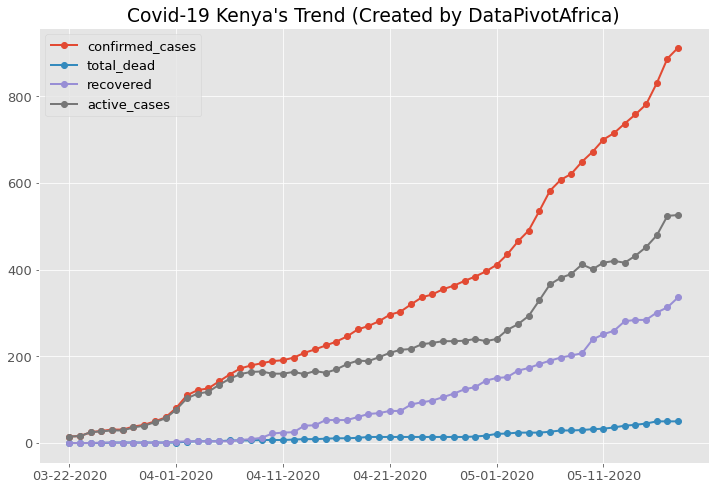 Covid-19 Kenya's Trend (Created by DataPivotAfrica)
confirmed_cases
total_dead
recovered
active_cases
800
600
400
200
0
03-22-2020 04-01-2020 04-11-2020 04-21-2020 05-01-2020 05-11-2020